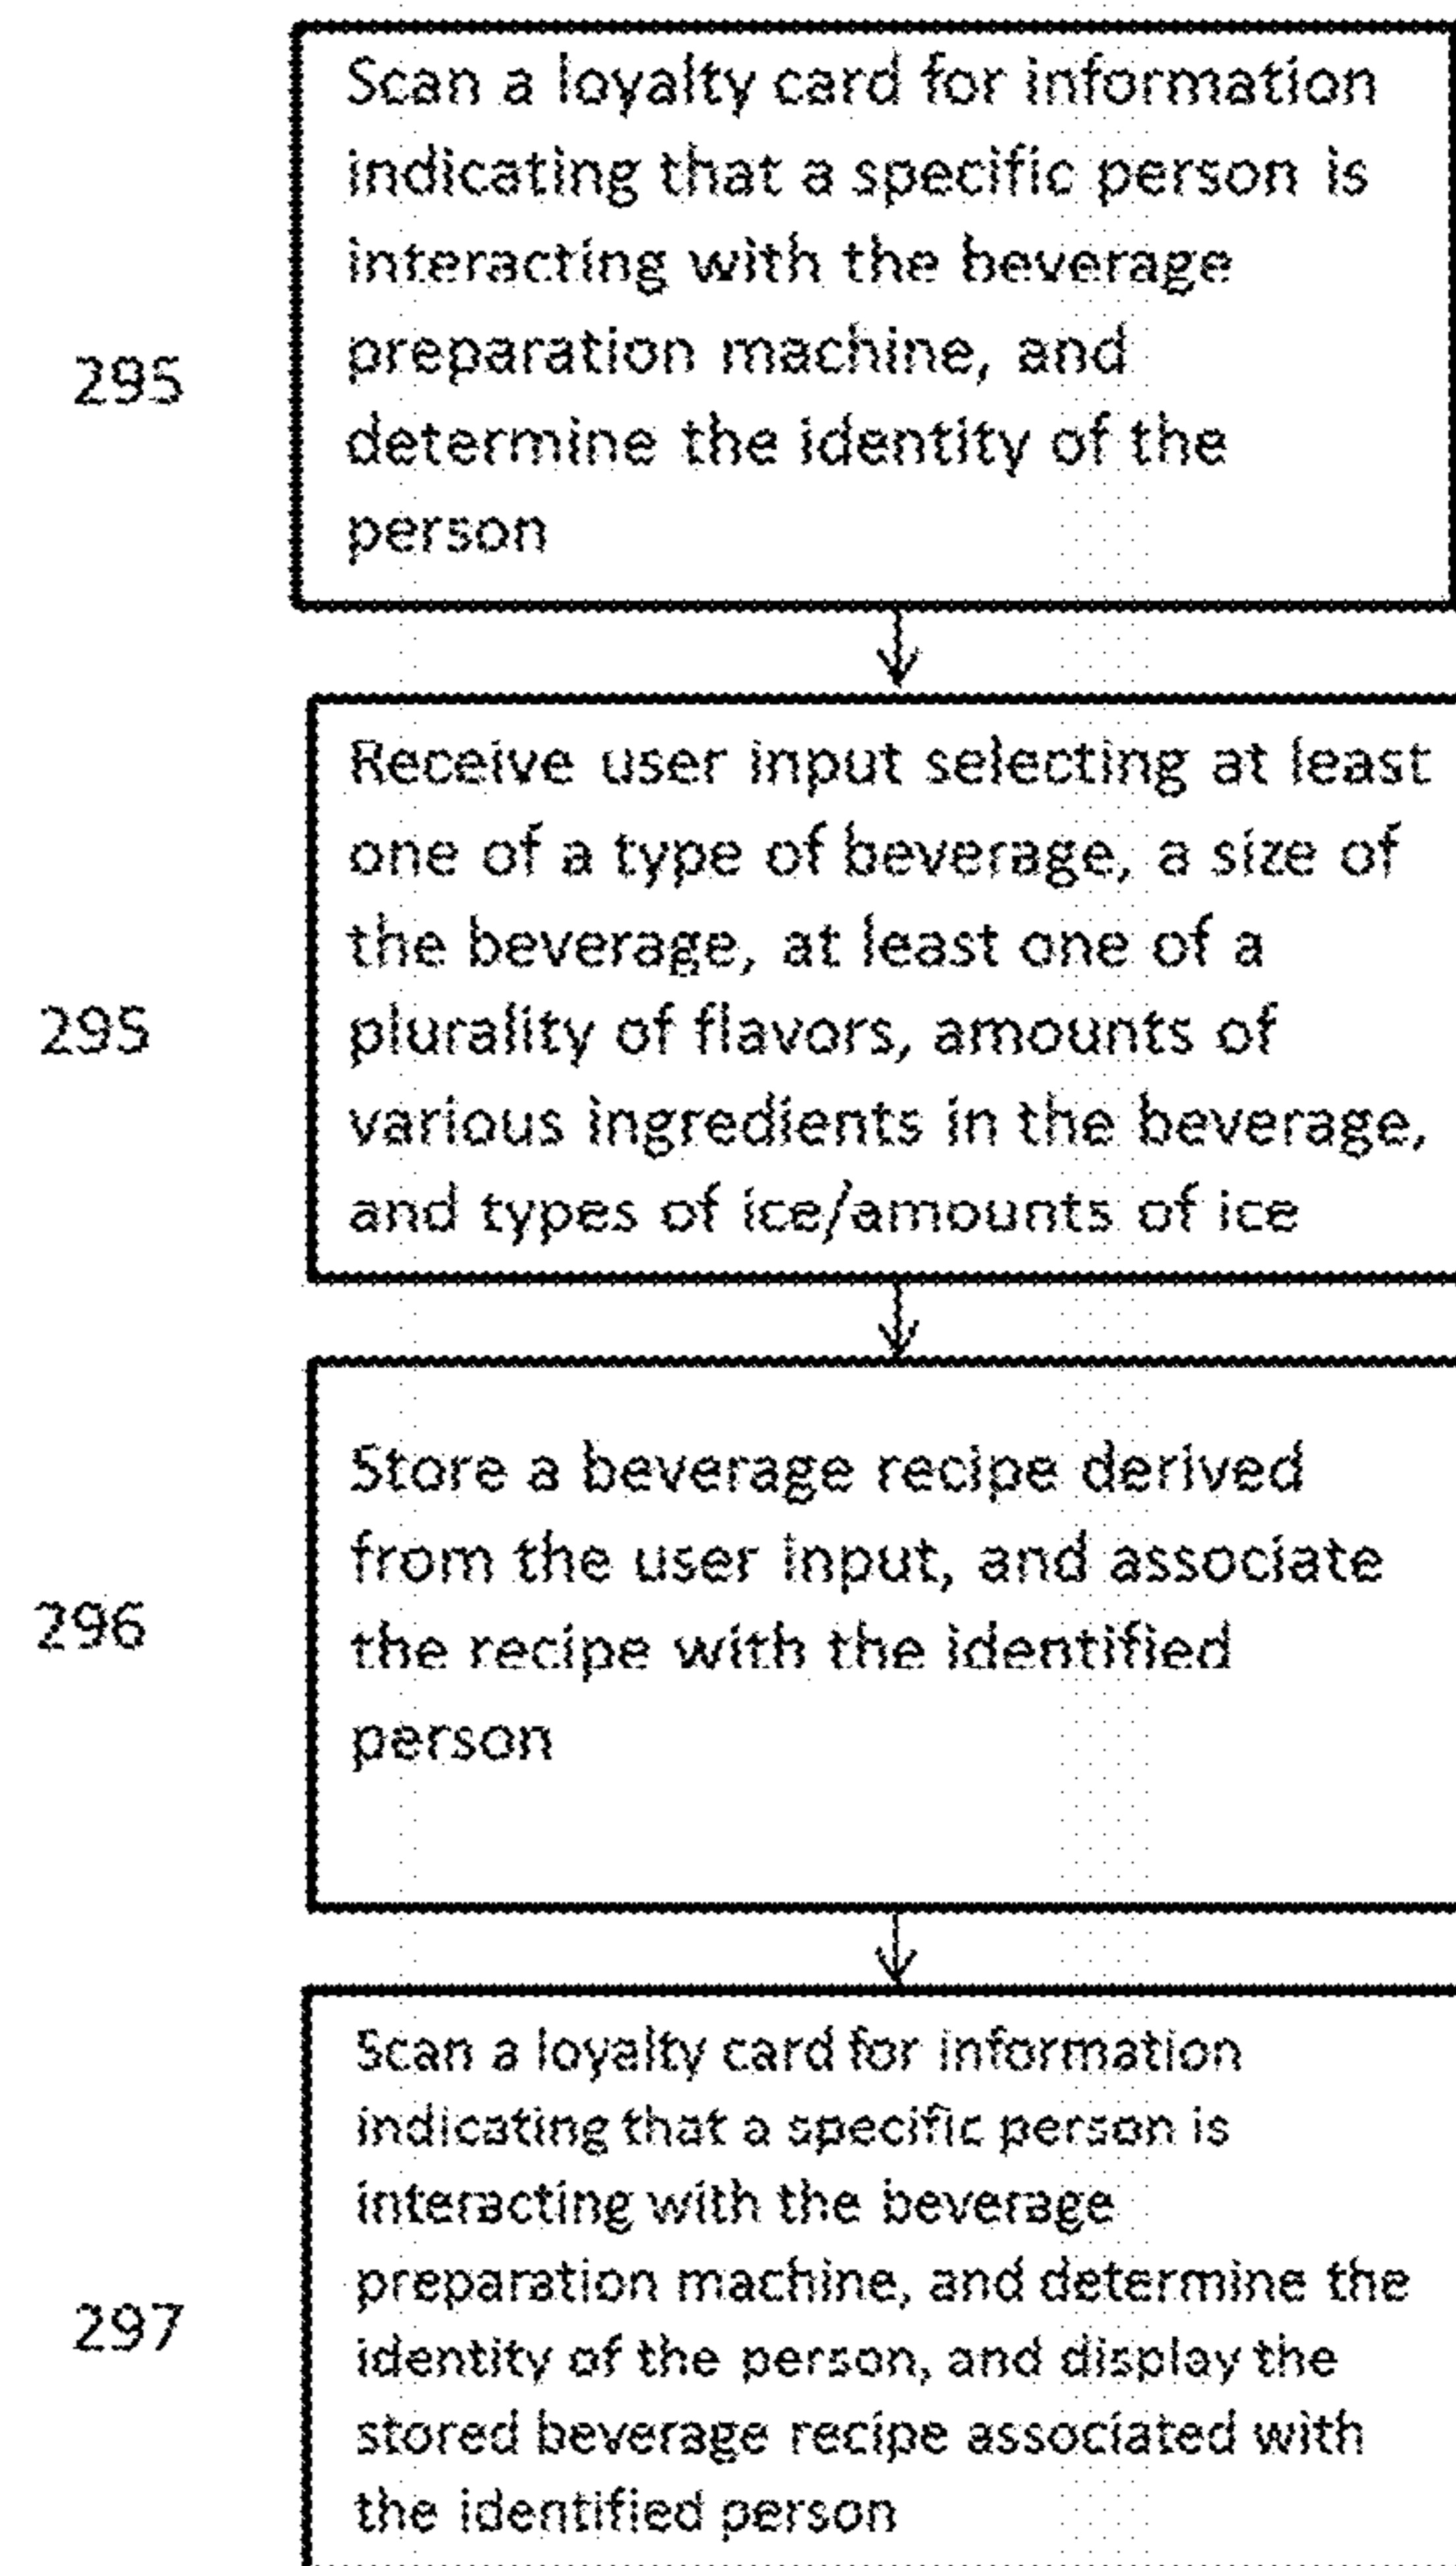 Scan a loyalty card for information
indicating that a specific person is
interacting with the beverage
preparation machine, and
determine the identity of the
person
295
Receive user input selecting at least
one of a type of beverage, a size of
the beverage, at least one of a
plurality of flavors, amounts of
various ingredients in the beverage,
and types of ice/amounts of ice
295
Store a beverage recipe derived
from the user input, and associate
the recipe with the identified
person
296
Scan a loyalty card for information
indicating that a specific person is
interacting with the beverage
preparation machine, and determine the
identity of the person, and display the
stored beverage recipe associated with
the identified person
297